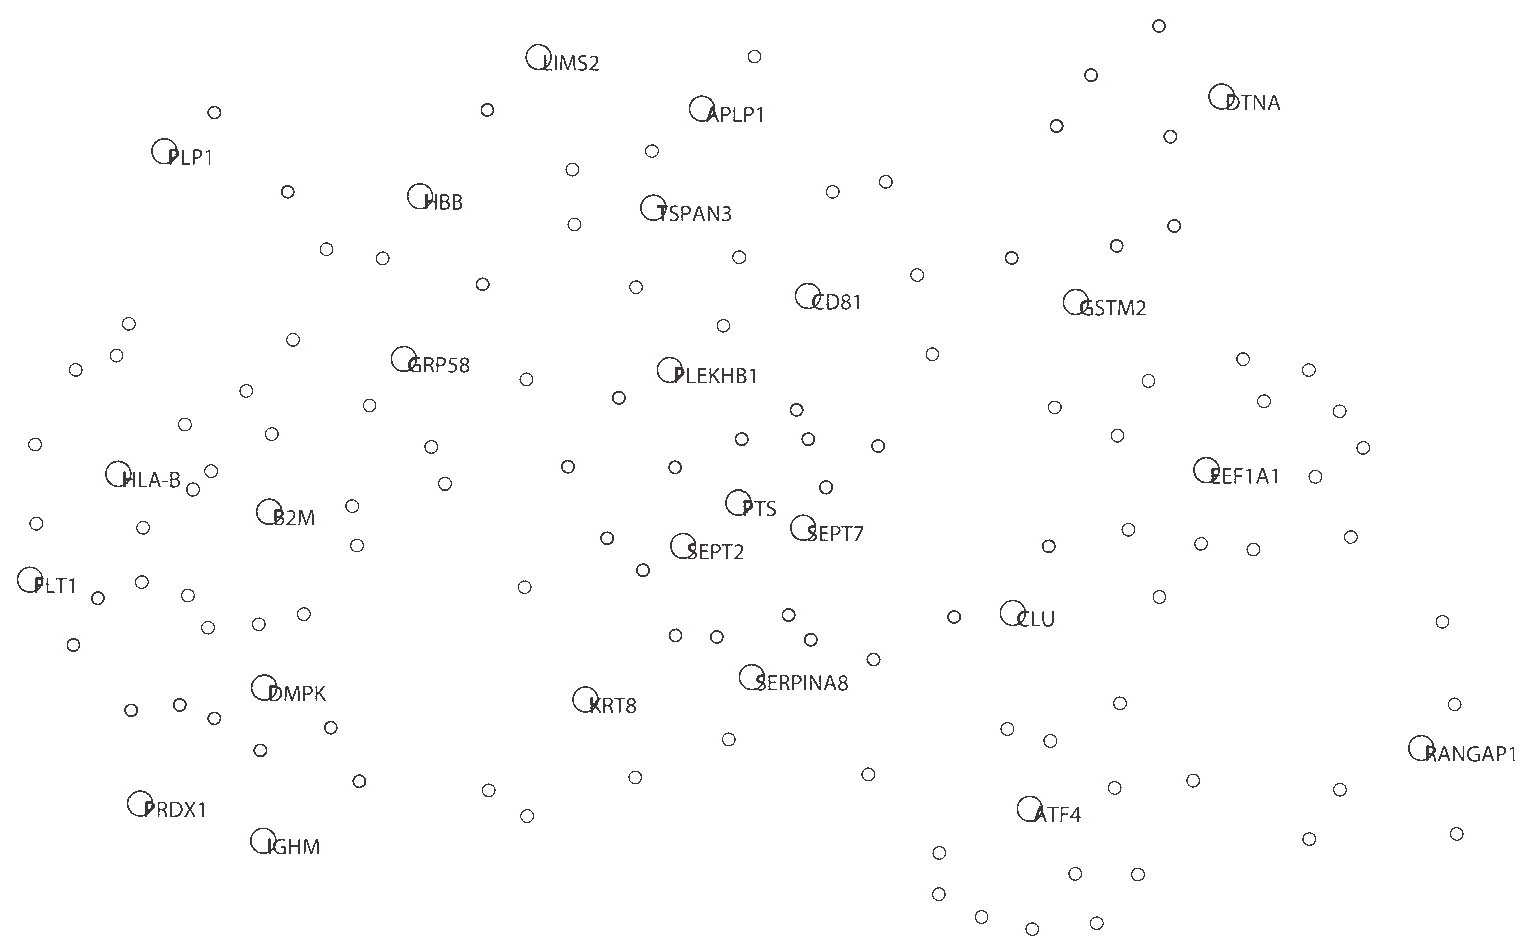 LIMS2
DTNA
APLP1
PLP1
HBB
TSPAN3
CD81
GSTM2
GRP58
PLEKHB1
HLA-B
EEF1A1
PTS
B2M
SEPT7
SEPT2
FLT1
CLU
SERPINA8
DMPK
KRT8
RANGAP1
PRDX1
ATF4
IGHM